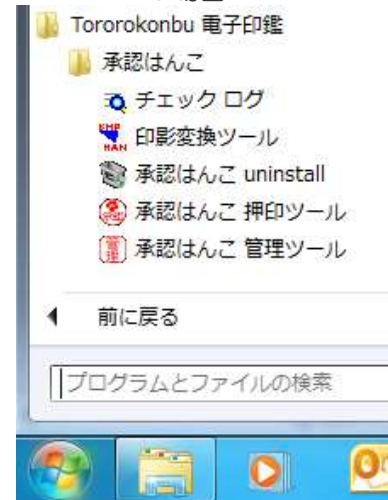 Tororokonbu 電子印鑑
承認はんこ
チェック ログ
印影変換ツール
承認はんこ uninstall
承認はんこ 押印ツール
承認はんこ 管理ツール
前に戻る
プログラムとファイルの検索